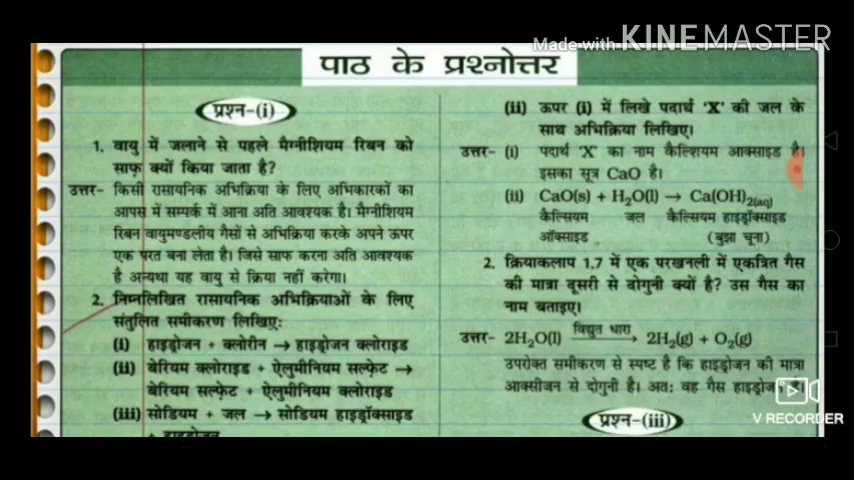 Made with KINEMASTER
पाठ के प्रश्नोत्तर
प्रश्न-(i)
1. वायु में जलाने से पहले मैग्नीशियम रिबन को
साफ़ क्यों किया जाता है?
उत्तर- किसी रासायनिक अभिक्रिया के लिए अभिकारकों का
आपस में सम्पर्क में आना अति आवश्यक है। मैग्नीशियम
रिबन वायुमण्डलीय गैसों से अभिक्रिया करके अपने ऊपर
एक परत बना लेता है। जिसे साफ करना अति आवश्यक
है अन्यथा यह वायु से क्रिया नहीं करेगा।
2. निम्नलिखित रासायनिक अभिक्रियाओं के लिए
संतुलित समीकरण लिखिए:
(i) हाइड्रोजन + क्लोरीन → हाइड्रोजन क्लोराइड
(ii) बेरियम क्लोराइड + ऐलुमीनियम सल्फ़ेट →
बेरियम सल्फ़ेट + ऐलुमीनियम क्लोराइड
(iii) सोडियम + जल → सोडियम हाइड्रॉक्साइड
+ हाइड्रोजन
(ii) ऊपर (i) में लिखे पदार्थ 'X' की जल के
साथ अभिक्रिया लिखिए।
उत्तर- (i) पदार्थ 'X' का नाम कैल्शियम आक्साइड है।
इसका सूत्र CaO है।
(ii) CaO(s) + H₂O(l) → Ca(OH)₂(aq)
कैल्सियम जल कैल्सियम हाइड्रॉक्साइड
ऑक्साइड (बुझा चूना)
2. क्रियाकलाप 1.7 में एक परखनली में एकत्रित गैस
की मात्रा दूसरी से दोगुनी क्यों है? उस गैस का
नाम बताइए।
उत्तर- 2H₂O(l) विद्युत धारा → 2H₂(g) + O₂(g)
उपरोक्त समीकरण से स्पष्ट है कि हाइड्रोजन की मात्रा
आक्सीजन से दोगुनी है। अतः वह गैस
V RECORDER
प्रश्न-(iii)